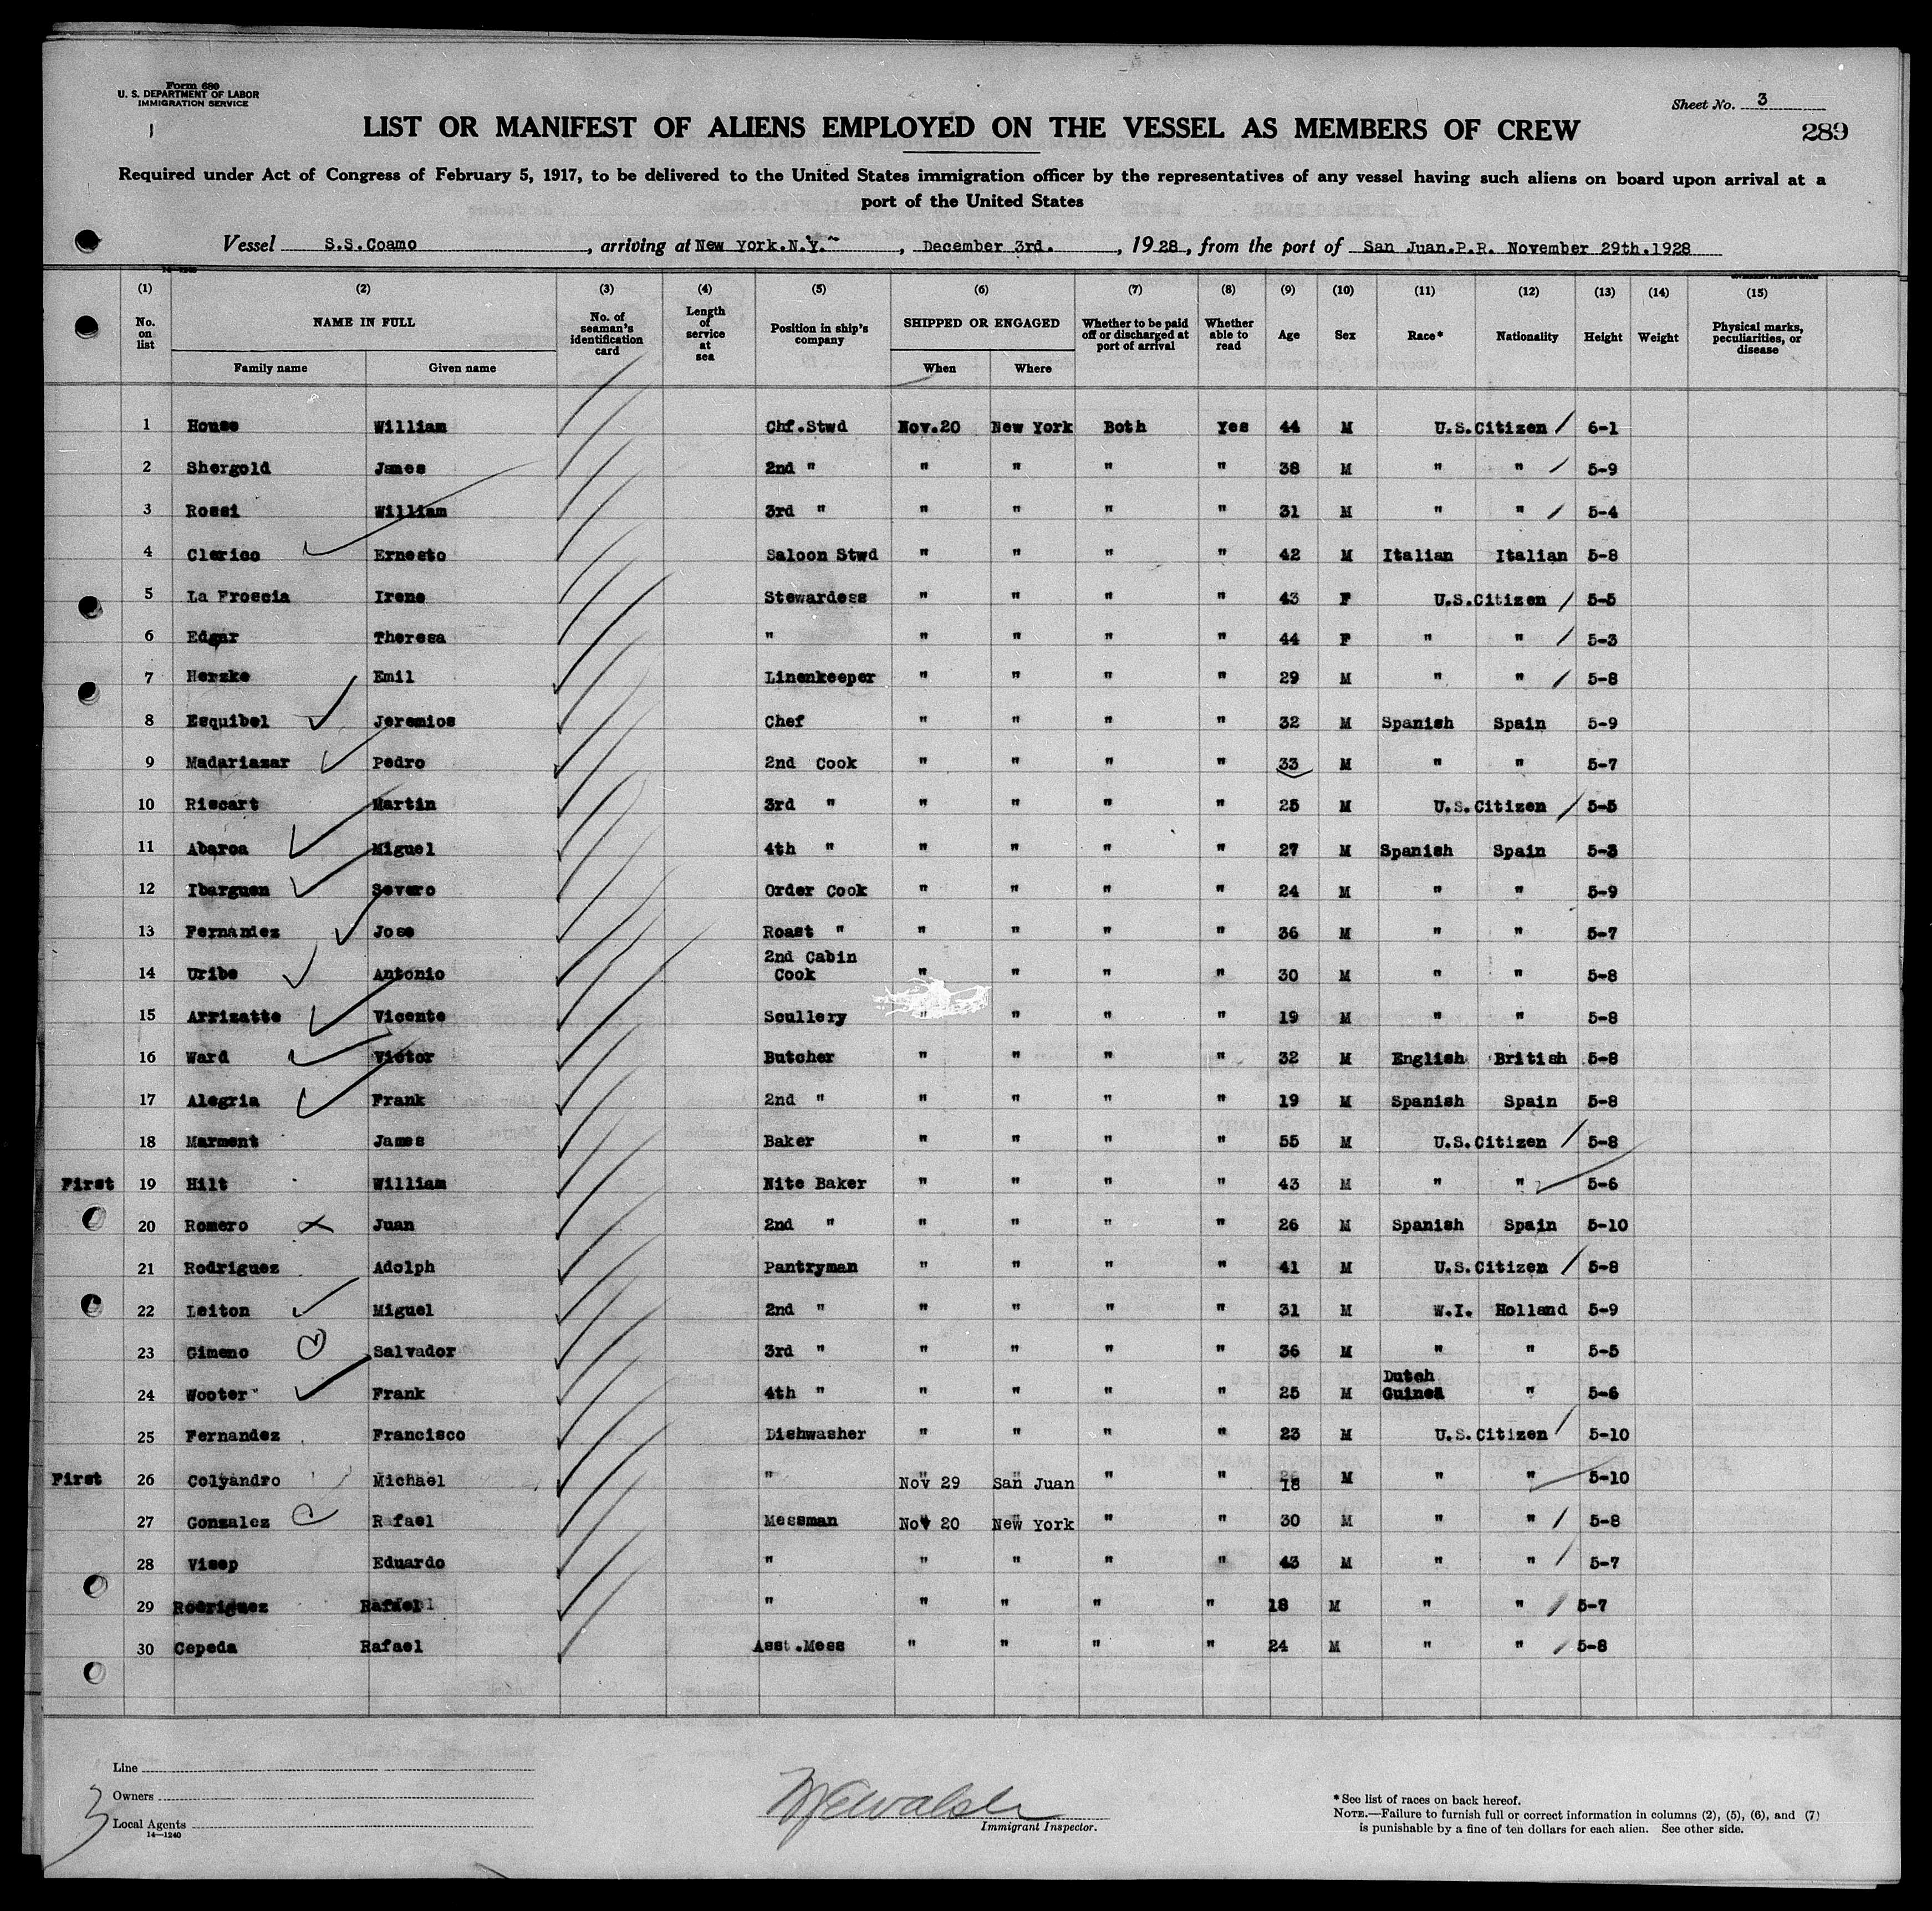 Form 680
U. S. DEPARTMENT OF LABOR
IMMIGRATION SERVICE
Sheet No. 3
289
LIST OR MANIFEST OF ALIENS EMPLOYED ON THE VESSEL AS MEMBERS OF CREW
Required under Act of Congress of February 5, 1917, to be delivered to the United States immigration officer by the representatives of any vessel having such aliens on board upon arrival at a
port of the United States
Vessel S.S.Coamo, arriving at New York.N.Y., December 3rd., 1928, from the port of San Juan.P.R. November 29th.1928
(1) (2) (3) (4) (5) (6) (7) (8) (9) (10) (11) (12) (13) (14) (15)
No. on list NAME IN FULL No. of seaman's identification card Length of service at sea Position in ship's company SHIPPED OR ENGAGED Whether to be paid off or discharged at port of arrival Whether able to read Age Sex Race* Nationality Height Weight Physical marks, peculiarities, or disease
Family name Given name When Where
1 House William Chf.Stwd Nov.20 New York Both Yes 44 M U.S.Citizen 6-1
2 Shergold James 2nd " " " " " 38 M " " 5-9
3 Rossi William 3rd " " " " " 31 M " " 5-4
4 Clerico Ernesto Saloon Stwd " " " " 42 M Italian Italian 5-8
5 La Froscia Irene Stewardess " " " " 43 F U.S.Citizen 5-5
6 Edgar Theresa " " " " " 44 F " " 5-3
7 Herzke Emil Linenkeeper " " " " 29 M " " 5-8
8 Esquibel Jeremios Chef " " " " 32 M Spanish Spain 5-9
9 Madariazar Pedro 2nd Cook " " " " 33 M " " 5-7
10 Riscart Martin 3rd " " " " " 25 M U.S.Citizen 5-5
11 Abaroa Miguel 4th " " " " " 27 M Spanish Spain 5-3
12 Ibarguen Severo Order Cook " " " " 24 M " " 5-9
13 Fernandez Jose Roast " " " " " 36 M " " 5-7
14 Uribe Antonio 2nd Cabin Cook " " " " 30 M " " 5-8
15 Arrizatte Vicente Scullery " " " " 19 M " " 5-8
16 Ward Victor Butcher " " " " 32 M English British 5-8
17 Alegria Frank 2nd " " " " " 19 M Spanish Spain 5-8
18 Marment James Baker " " " " 55 M U.S.Citizen 5-8
First 19 Hilt William Nite Baker " " " " 43 M " " 5-6
20 Romero Juan 2nd " " " " " 26 M Spanish Spain 5-10
21 Rodriguez Adolph Pantryman " " " " 41 M U.S.Citizen 5-8
22 Leiton Miguel 2nd " " " " " 31 M W.I. Holland 5-9
23 Gimeno Salvador 3rd " " " " " 36 M " " 5-5
24 Wooter Frank 4th " " " " " 25 M Dutch Guinea " 5-6
25 Fernandez Francisco Dishwasher " " " " 23 M U.S.Citizen 5-10
First 26 Colyandro Michael " Nov 29 San Juan " " 18 M " " 5-10
27 Gonzalez Rafael Messman Nov 20 New York " " 30 M " " 5-8
28 Visep Eduardo " " " " " 43 M " " 5-7
29 Rodriguez Rafael " " " " " 18 M " " 5-7
30 Cepeda Rafael Asst.Mess " " " " 24 M " " 5-8
Line
Owners
Local Agents
14—1240
3
Immigrant Inspector.
*See list of races on back hereof.
NOTE.—Failure to furnish full or correct information in columns (2), (5), (6), and (7)
is punishable by a fine of ten dollars for each alien. See other side.